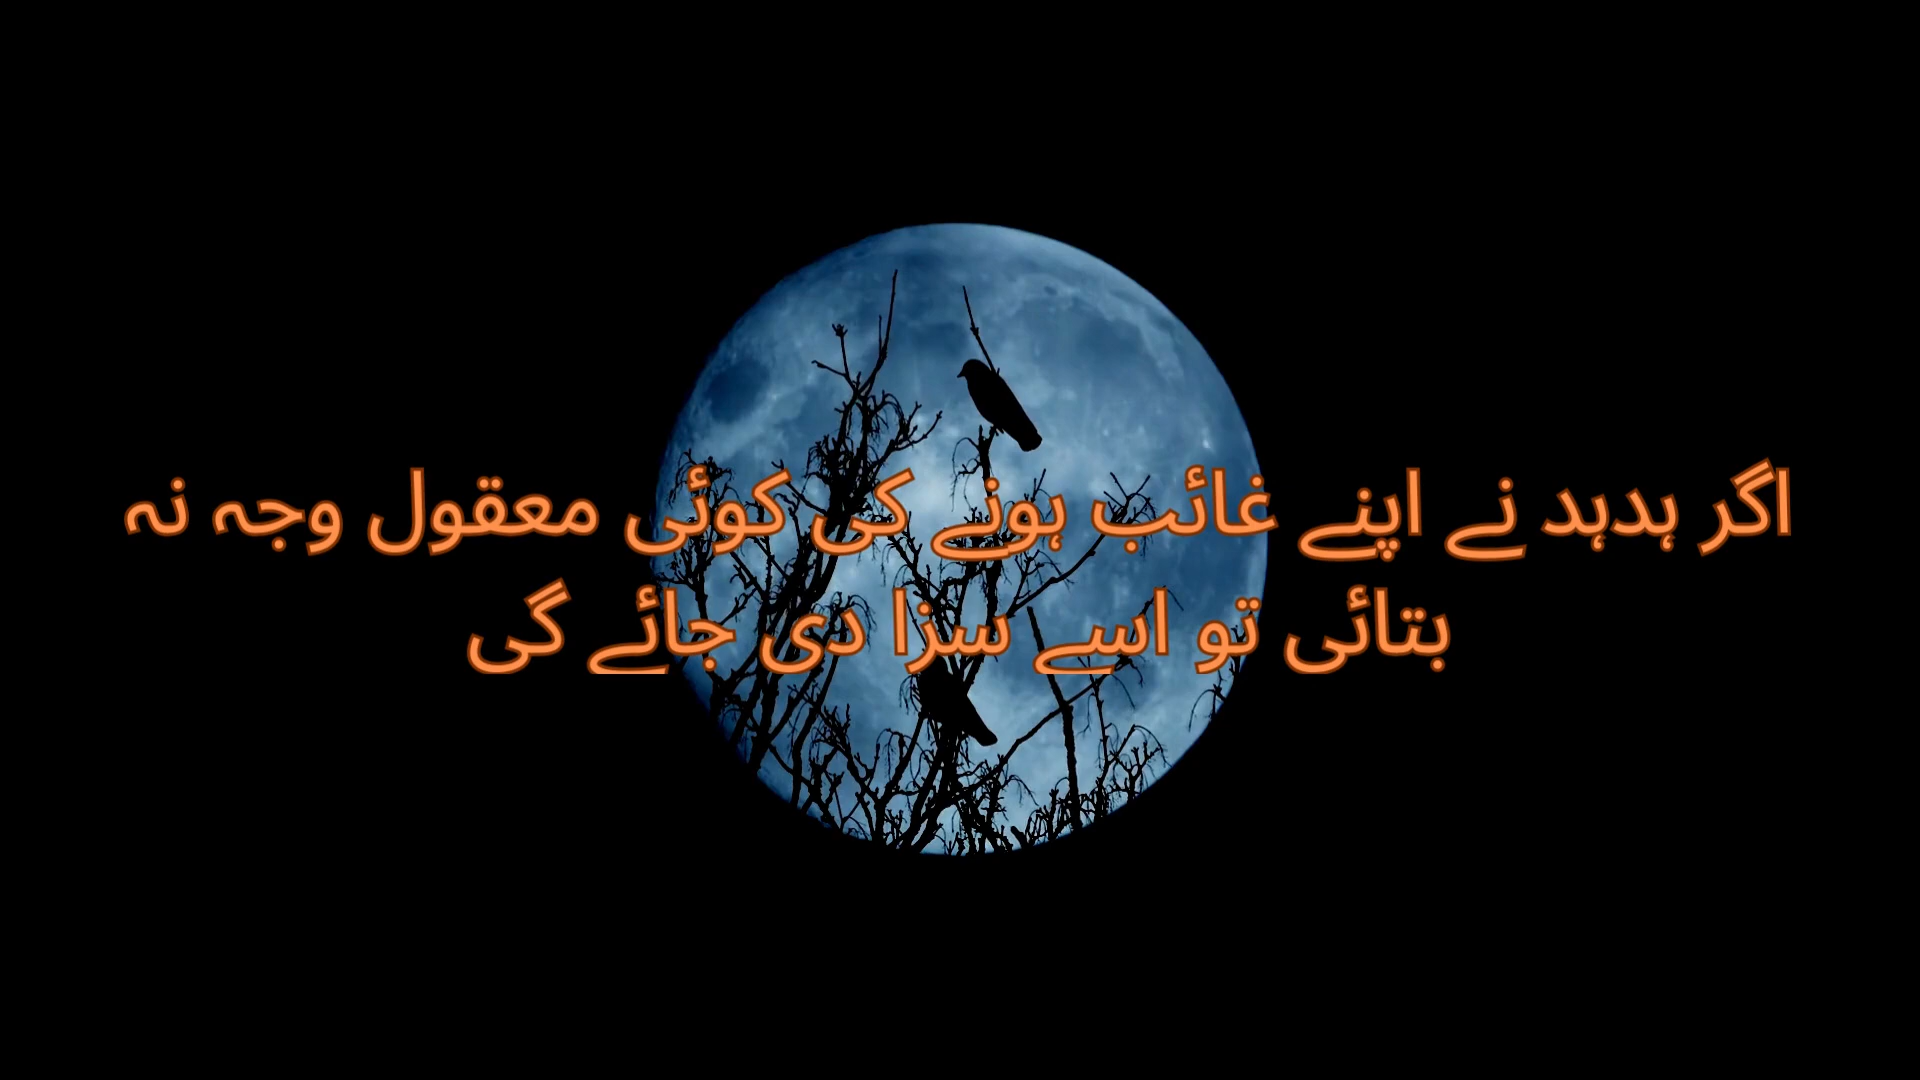 اگر ہدہد نے اپنے غائب ہونے کی کوئی معقول وجہ نہ
بتائی تو اسے سزا دی جائے گی